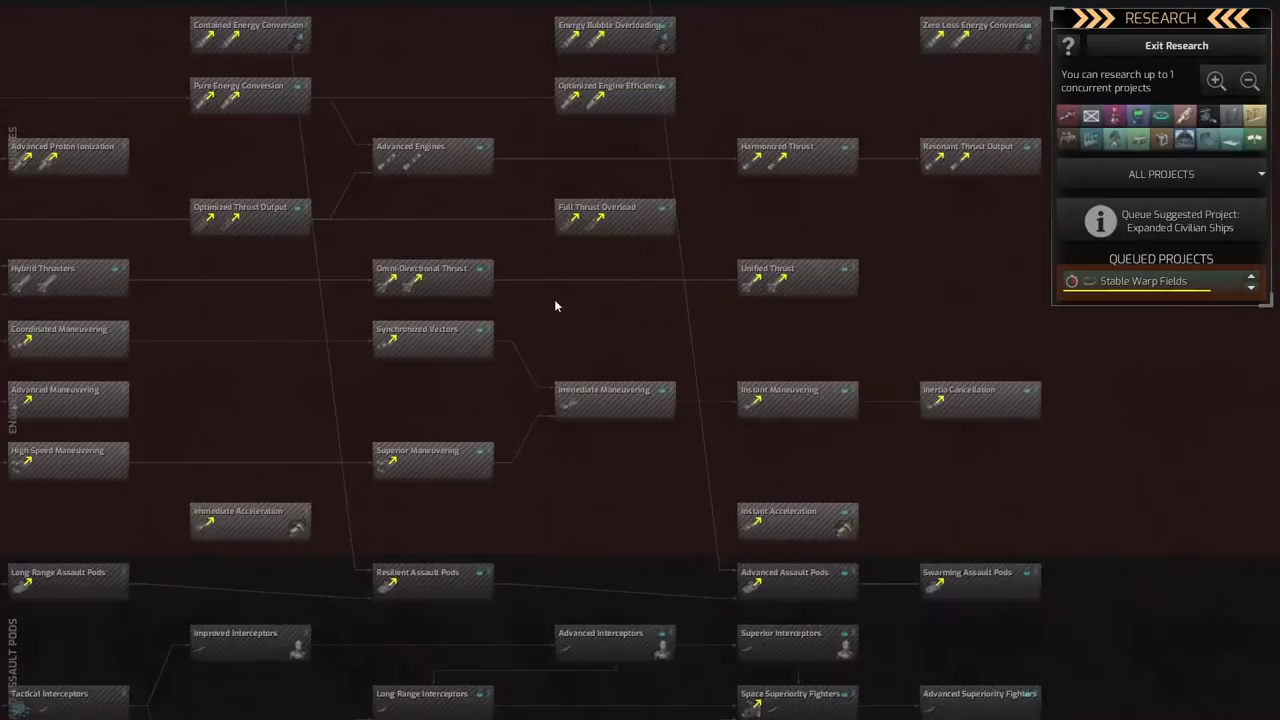 Contained Energy Conversion
Energy Bubble Overloading
Zero Loss Energy Conversion
Pure Energy Conversion
Optimized Engine Efficiency
Advanced Proton Ionization
Advanced Engines
Harmonized Thrust
Resonant Thrust Output
Optimized Thrust Output
Full Thrust Overload
Hybrid Thrusters
Omni-Directional Thrust
Unified Thrust
Coordinated Maneuvering
Synchronized Vectors
Advanced Maneuvering
Immediate Maneuvering
Instant Maneuvering
Inertia Cancellation
High Speed Maneuvering
Superior Maneuvering
Immediate Acceleration
Instant Acceleration
Long Range Assault Pods
Resilient Assault Pods
Advanced Assault Pods
Swarming Assault Pods
Improved Interceptors
Advanced Interceptors
Superior Interceptors
Tactical Interceptors
Long Range Interceptors
Space Superiority Fighters
Advanced Superiority Fighters
ASSAULT PODS
RESEARCH
?
Exit Research
You can research up to 1
concurrent projects
ALL PROJECTS
Queue Suggested Project:
Expanded Civilian Ships
QUEUED PROJECTS
Stable Warp Fields